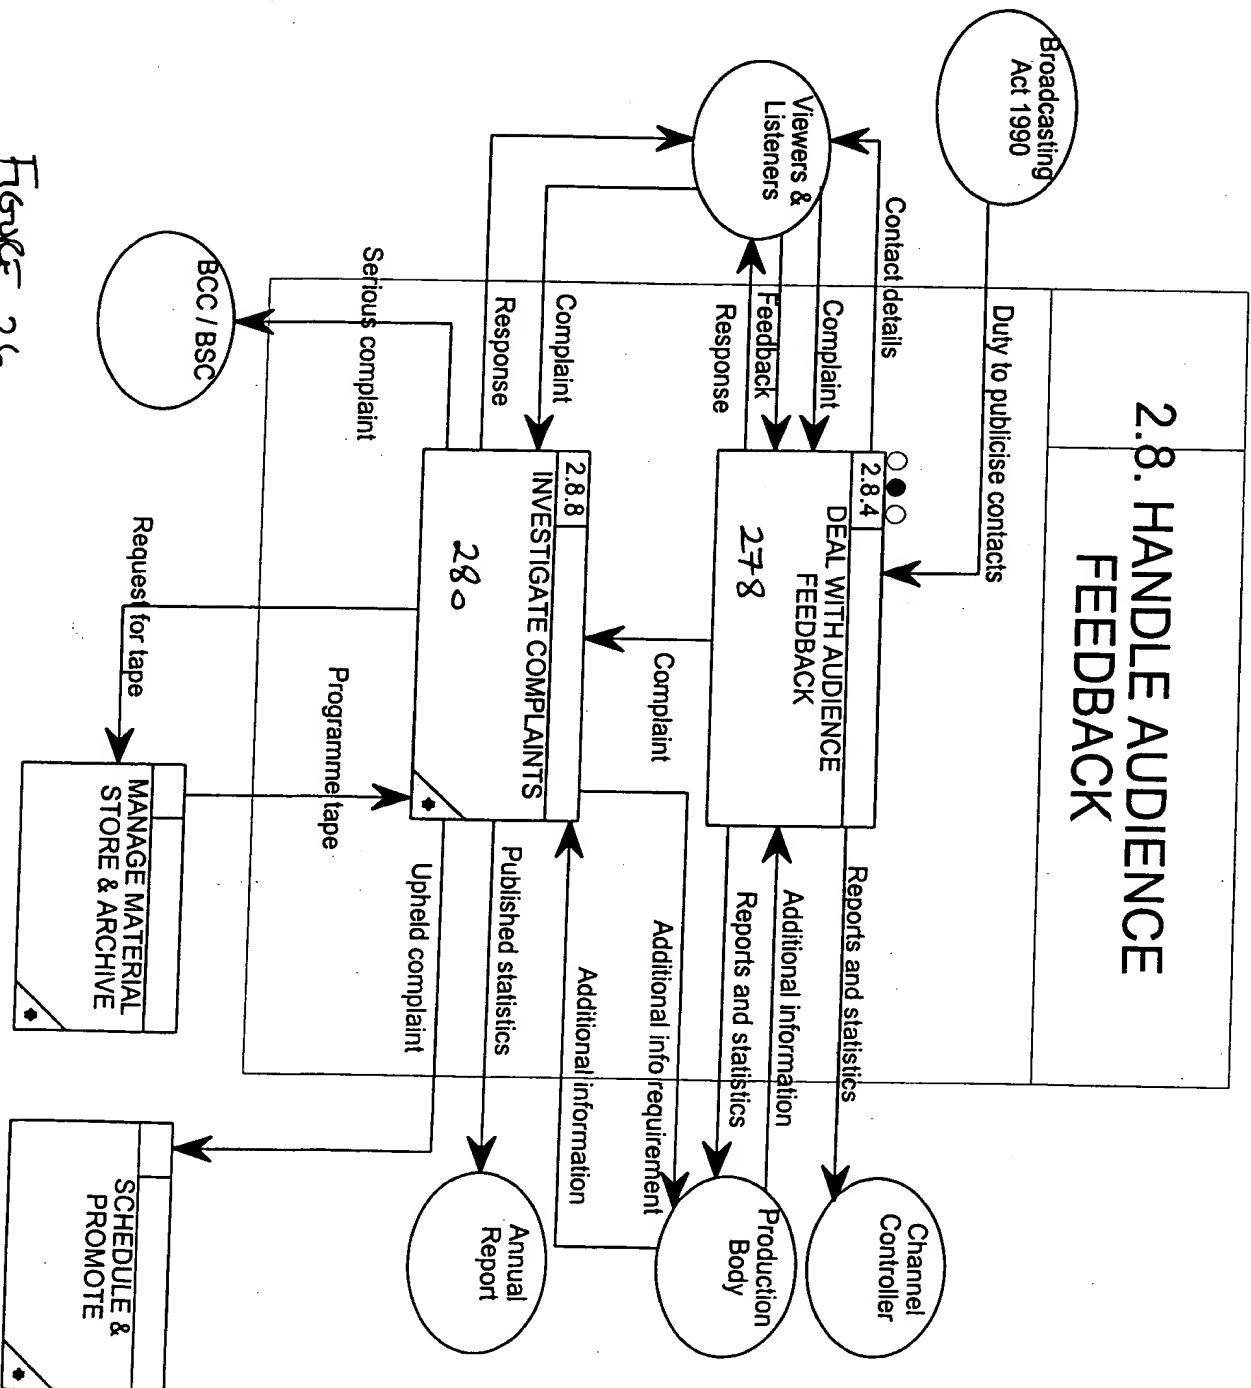 2.8. HANDLE AUDIENCE
FEEDBACK
Broadcasting
Act 1990
Duty to publicise contacts
Contact details
Viewers &
Listeners
Complaint
Feedback
Response
2.8.4
DEAL WITH AUDIENCE
FEEDBACK
278
Reports and statistics
Channel
Controller
Additional information
Reports and statistics
Production
Body
Complaint
Additional info requirement
Additional information
Complaint
Response
2.8.8
INVESTIGATE COMPLAINTS
280
Published statistics
Annual
Report
Upheld complaint
Serious complaint
BCC / BSC
Programme tape
Request for tape
MANAGE MATERIAL
STORE & ARCHIVE
SCHEDULE &
PROMOTE
FIGURE